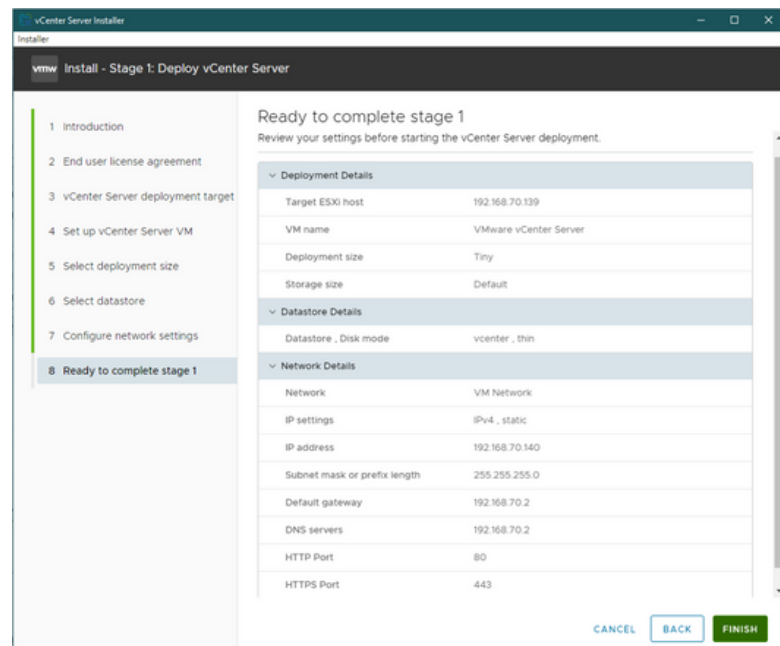 vCenter Server Installer
Installer
vmw Install - Stage 1: Deploy vCenter Server
1 Introduction
2 End user license agreement
3 vCenter Server deployment target
4 Set up vCenter Server VM
5 Select deployment size
6 Select datastore
7 Configure network settings
8 Ready to complete stage 1
Ready to complete stage 1
Review your settings before starting the vCenter Server deployment.
Deployment Details
Target ESXi host 192.168.70.139
VM name VMware vCenter Server
Deployment size Tiny
Storage size Default
Datastore Details
Datastore , Disk mode vcenter , thin
Network Details
Network VM Network
IP settings IPv4 , static
IP address 192.168.70.140
Subnet mask or prefix length 255.255.255.0
Default gateway 192.168.70.2
DNS servers 192.168.70.2
HTTP Port 80
HTTPS Port 443
CANCEL BACK FINISH